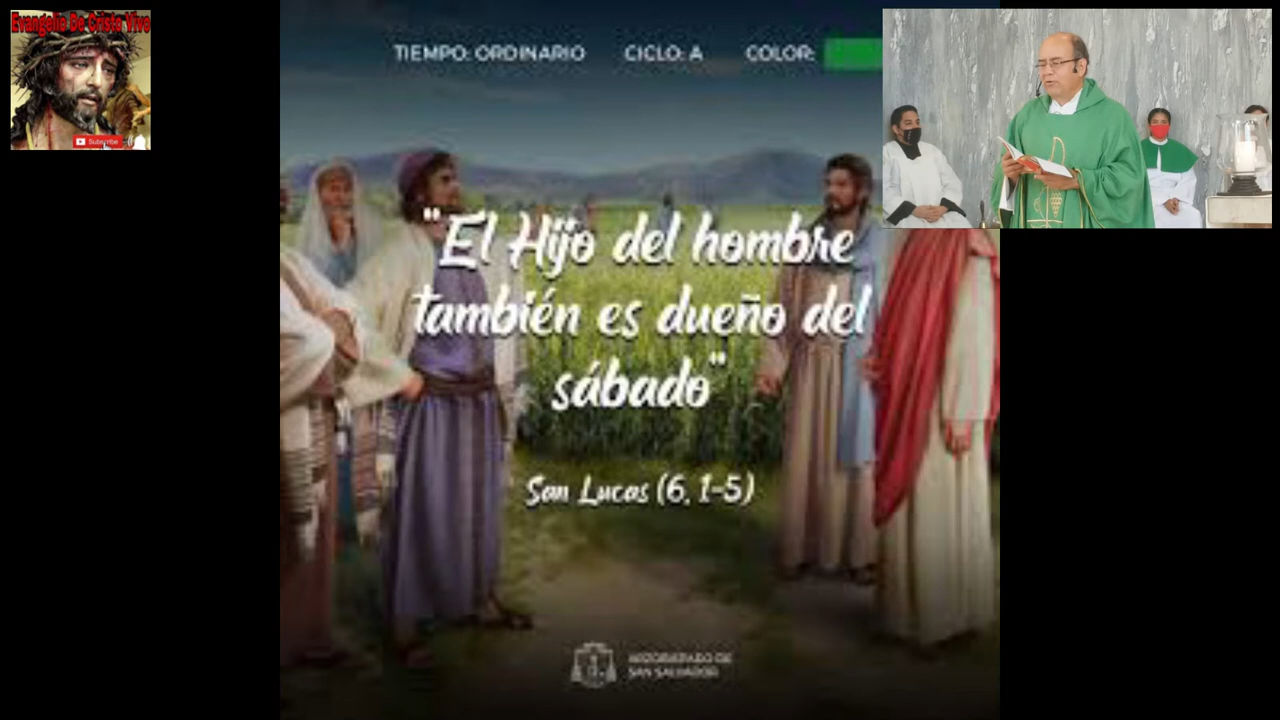 Evangelio De Cristo Vivo
Subscribe
TIEMPO: ORDINARIO CICLO: A COLOR:
"El Hijo del hombre
también es dueño del
sábado"
San Lucas (6, 1-5)
ARZOBISPADO DE
SAN SALVADOR